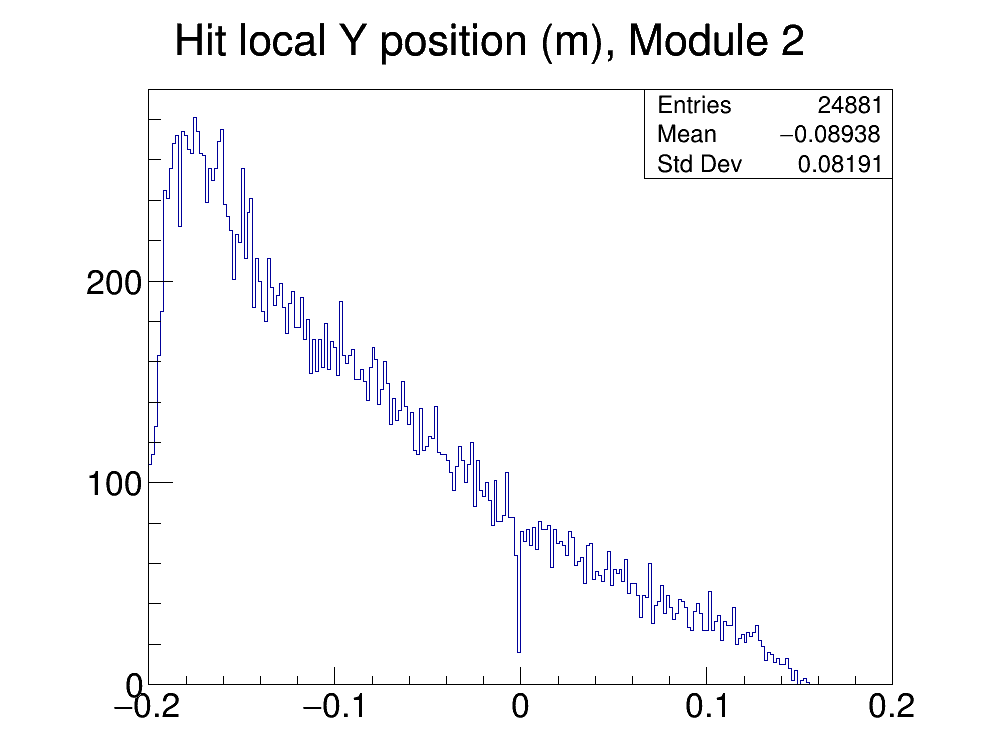 Hit local Y position (m), Module 2
Entries 24881
Mean −0.08938
Std Dev 0.08191
200
100
0
−0.2 −0.1 0 0.1 0.2